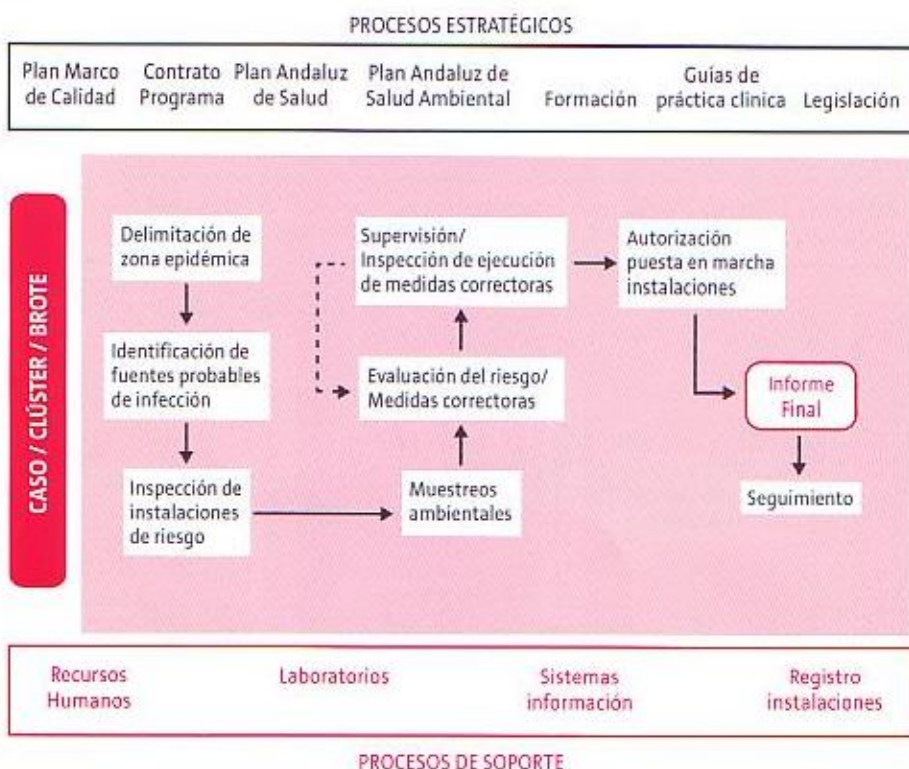 PROCESOS ESTRATÉGICOS
Plan Marco
de Calidad
Contrato
Programa
Plan Andaluz
de Salud
Plan Andaluz de
Salud Ambiental
Formación
Guías de
práctica clínica
Legislación
CASO / CLÚSTER / BROTE
Delimitación de
zona epidémica
Identificación de
fuentes probables
de infección
Inspección de
instalaciones
de riesgo
Muestreos
ambientales
Evaluación del riesgo/
Medidas correctoras
Supervisión/
Inspección de ejecución
de medidas correctoras
Autorización
puesta en marcha
instalaciones
Informe
Final
Seguimiento
Recursos
Humanos
Laboratorios
Sistemas
información
Registro
instalaciones
PROCESOS DE SOPORTE